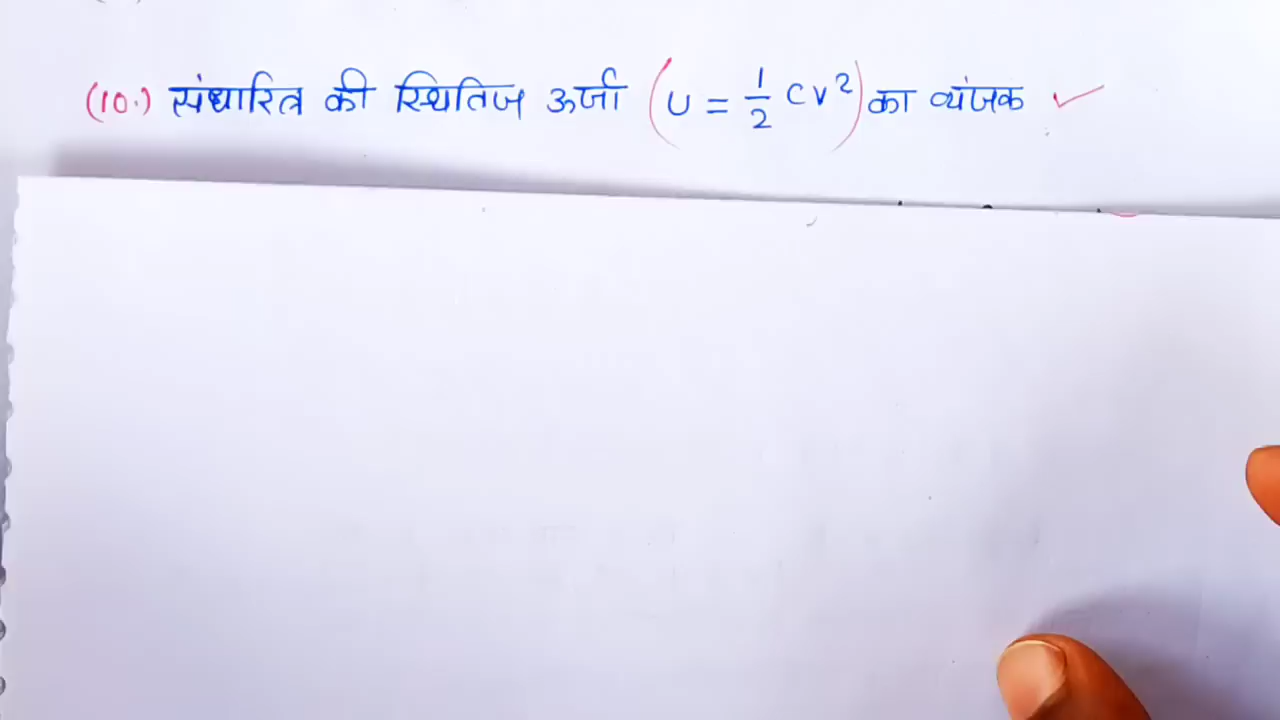 (10.) संधारित्र की स्थितिज ऊर्जा (U = 1/2 CV²) का व्यंजक ✓